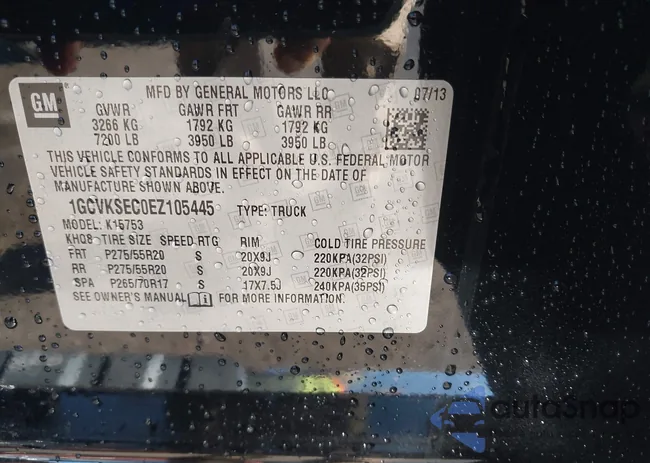 GM
MFD BY GENERAL MOTORS LLC 07/13
GVWR GAWR FRT GAWR RR
3266 KG 1792 KG 1792 KG
7200 LB 3950 LB 3950 LB
THIS VEHICLE CONFORMS TO ALL APPLICABLE U.S. FEDERAL MOTOR
VEHICLE SAFETY STANDARDS IN EFFECT ON THE DATE OF
MANUFACTURE SHOWN ABOVE.
1GCVKSEC0EZ105445 TYPE: TRUCK
MODEL: K15753
KHQ8 TIRE SIZE SPEED RTG RIM COLD TIRE PRESSURE
FRT P275/55R20 S 20X9J 220KPA(32PSI)
RR P275/55R20 S 20X9J 220KPA(32PSI)
SPA P265/70R17 S 17X7.5J 240KPA(35PSI)
SEE OWNER'S MANUAL FOR MORE INFORMATION.
autoSnap